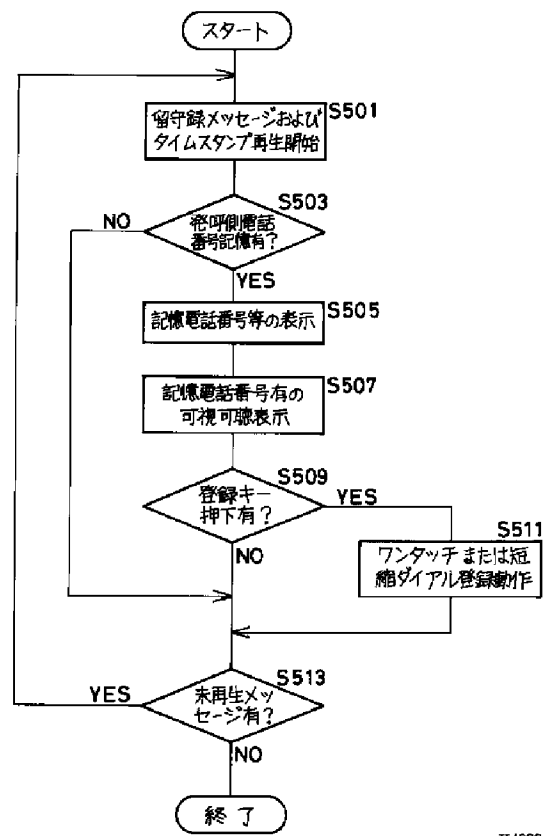 スタート
留守録メッセージおよび
タイムスタンプ再生開始
S501
S503
発呼側電話
番号記憶有?
NO
YES
記憶電話番号等の表示
S505
記憶電話番号有の
可視可聴表示
S507
S509
登録キー
押下有?
YES
NO
S511
ワンタッチまたは短
縮ダイアル登録動作
S513
未再生メッ
セージ有?
YES
NO
終了